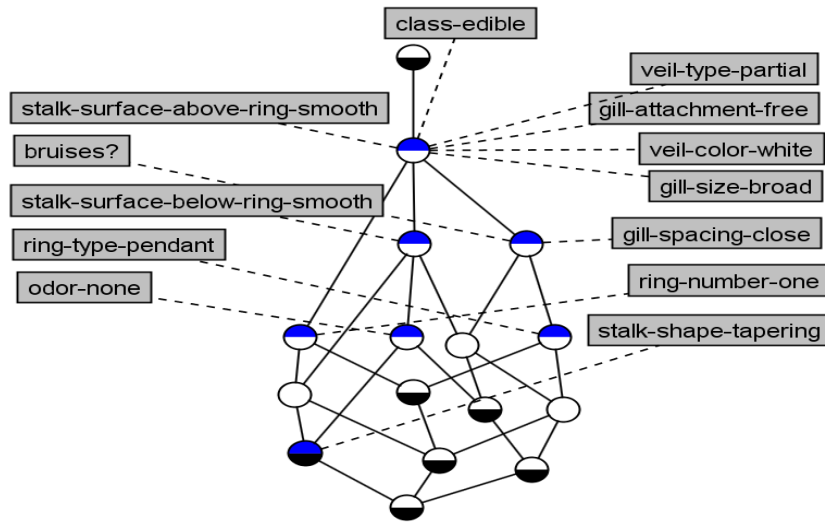 class-edible
veil-type-partial
stalk-surface-above-ring-smooth
gill-attachment-free
bruises?
veil-color-white
gill-size-broad
stalk-surface-below-ring-smooth
ring-type-pendant
gill-spacing-close
odor-none
ring-number-one
stalk-shape-tapering